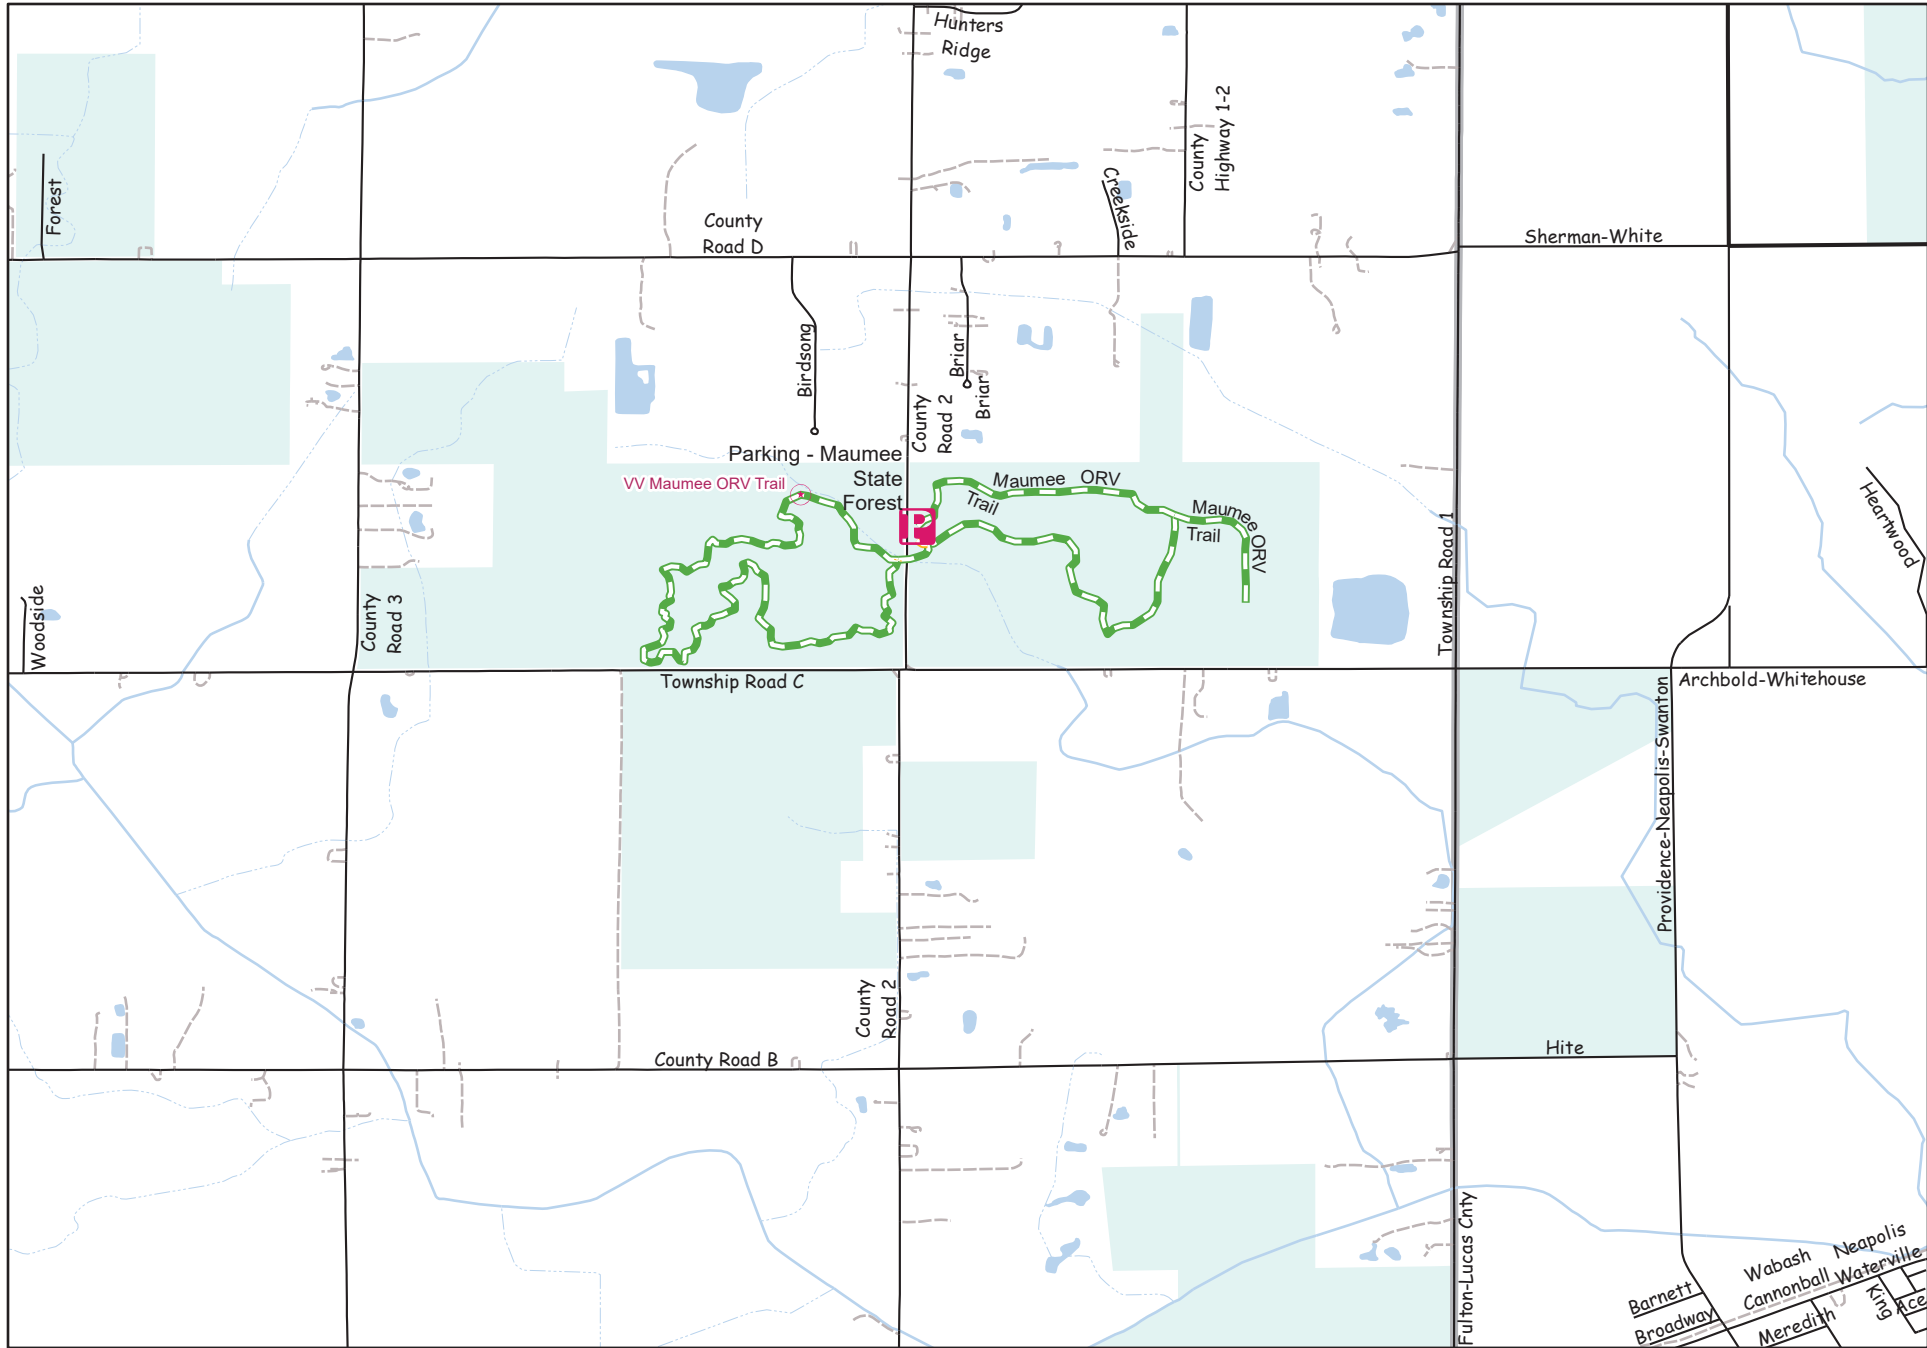 Hunters
Ridge
County
Highway 1-2
Forest
Creekside
County
Road D
Sherman-White
Birdsong
Briar
Briar
County
Road 2
Parking - Maumee
State
Forest
VV Maumee ORV Trail
P
Maumee ORV
Trail
Maumee ORV
Trail
Township Road 1
Heartwood
Woodside
County
Road 3
Township Road C
Archbold-Whitehouse
Providence-Neapolis-Swanton
County
Road 2
County Road B
Hite
Fulton-Lucas Cnty
Neapolis
Waterville
Wabash
Cannonball
Barnett
Broadway
Meredith
King
Ace